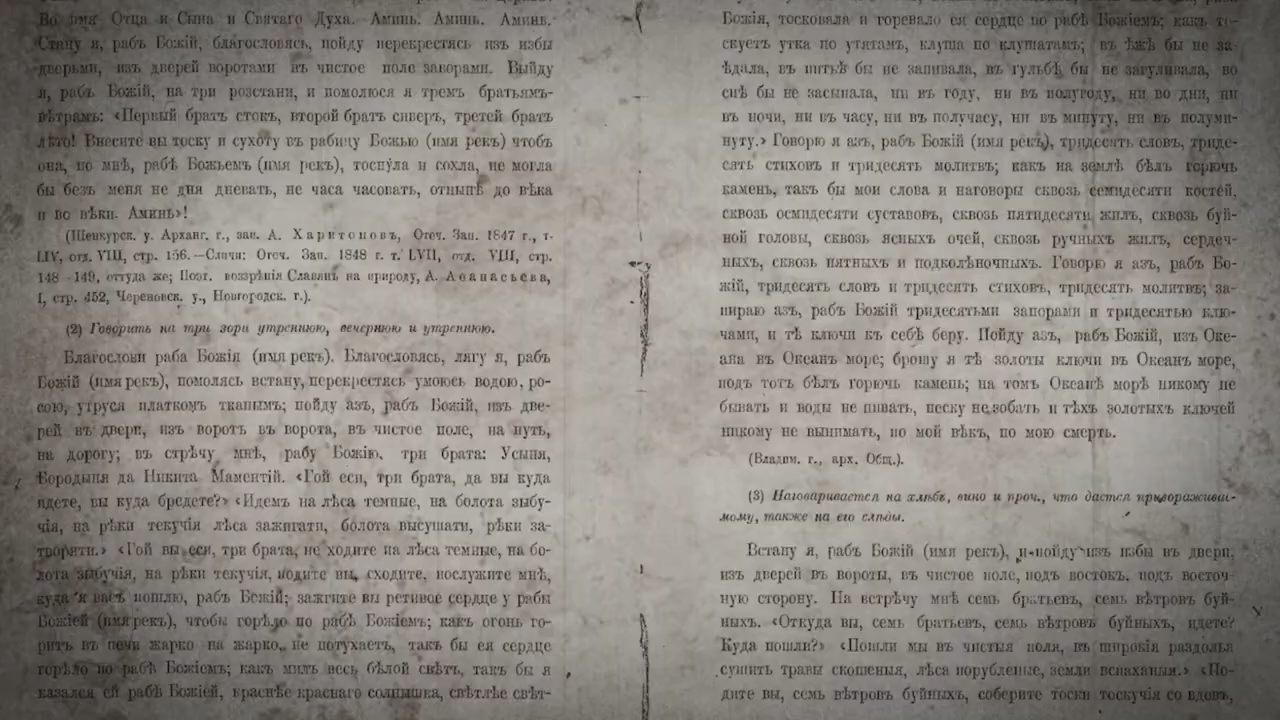 Во имя Отца и Сына и Святаго Духа. Аминь. Аминь. Аминь.
Стану я, рабъ Божій, благословясь, пойду перекрестясь изъ избы
дверьми, изъ дверей воротами въ чистое поле заворами. Выйду
я, рабъ Божій, на три розстани, и помолюся я тремъ братьямъ-
вѣтрамъ: «Первый братъ стокъ, второй братъ сиверъ, третей братъ
лѣто! Внесите вы тоску и сухоту въ рабицу Божью (имя рекъ) чтобъ
она, по мнѣ, рабѣ Божьемъ (имя рекъ), тоснула и сохла, не могла
бы безъ меня не дня дневать, не часа часовать, отнынѣ до вѣка
и во вѣки. Аминь»!
(Шенкурск. у. Арханг. г., зап. А. Харитоновъ, Отеч. Зап. 1847 г., т.
LIV, отд. VIII, стр. 156.—Слич: Отеч. Зап. 1848 г. т. LVII, отд. VIII, стр.
148—149, оттуда же; Поэт. воззрѣнія Славянъ на природу, А. Аѳанасьева,
I, стр. 452, Череповск. у., Новгородск. г.).
(2) Говорить на три зори утреннюю, вечернюю и утреннюю.
Благослови раба Божія (имя рекъ). Благословясь, лягу я, рабъ
Божій (имя рекъ), помолясь встану, перекрестясь умоюсь водою, ро-
сою, утруся платкомъ тканымъ; пойду азъ, рабъ Божій, изъ две-
рей въ двери, изъ воротъ въ ворота, въ чистое поле, на путь,
на дорогу; въ стрѣчу мнѣ, рабу Божію, три брата: Усыня,
Бородыня да Никита Маментій. «Гой еси, три брата, да вы куда
идете, вы куда бредете?» «Идемъ на лѣса темные, на болота зыбу-
чія, на рѣки текучія лѣса зажигати, болота высушати, рѣки за-
творяти.» «Гой вы еси, три брата, не ходите на лѣса темные, на бо-
лота зыбучія, на рѣки текучія, подите вы, сходите, послужите мнѣ,
куда я васъ пошлю, рабъ Божій; зажгите вы ретивое сердце у рабы
Божіей (имя рекъ), чтобы горѣло по рабѣ Божіемъ; какъ огонь го-
ритъ въ печи жарко на жарко, не потухаетъ, такъ бы ея сердце
горѣло по рабѣ Божіемъ; какъ милъ весь бѣлой свѣтъ, такъ бы я
казался ей рабѣ Божіей, краснѣе краснаго солнышка, свѣтлѣе свѣт-
Божія, тосковала и горевало ея сердце по рабѣ Божіемъ; какъ то-
скуетъ утка по утятамъ, клуша по клушатамъ; въ ѣжѣ бы не за-
ѣдала, въ питьѣ бы не запивала, въ гульбѣ бы не загуливала, во
снѣ бы не засыпала, ни въ году, ни въ полугоду, ни во дни, ни
въ ночи, ни въ часу, ни въ получасу, ни въ минуту, ни въ полуми-
нуту.» Говорю я азъ, рабъ Божій (имя рекъ), тридесять словъ, триде-
сять стиховъ и тридесять молитвъ; какъ на землѣ бѣлъ горючь
камень, такъ бы мои слова и наговоры сквозь семидесяти костей,
сквозь осмидесяти суставовъ, сквозь пятидесяти жилъ, сквозь буй-
ной головы, сквозь ясныхъ очей, сквозь ручныхъ жилъ, сердеч-
ныхъ, сквозь пятныхъ и подколѣночныхъ. Говорю я азъ, рабъ Бо-
жій, тридесять словъ и тридесять стиховъ, тридесять молитвъ; за-
пираю азъ, рабъ Божій тридесятьми запорами и тридесятью клю-
чами, и тѣ ключи къ себѣ беру. Пойду азъ, рабъ Божій, изъ Оке-
ана въ Океанъ море; брошу я тѣ золоты ключи въ Океанъ море,
подъ тотъ бѣлъ горючь камень; на томъ Океанѣ морѣ никому не
бывать и воды не пивать, песку не зобать и тѣхъ золотыхъ ключей
никому не вынимать, по мой вѣкъ, по мою смерть.
(Владим. г., арх. Общ.).
(3) Наговаривается на хлѣбѣ, вино и проч., что дастся привораживае-
мому, также на его слѣды.
Встану я, рабъ Божій (имя рекъ), и пойду изъ избы въ двери,
изъ дверей въ вороты, въ чистое поле, подъ востокъ, подъ восточ-
ную сторону. На встрѣчу мнѣ семь братьевъ, семь вѣтровъ буй-
ныхъ. «Откуда вы, семь братьевъ, семь вѣтровъ буйныхъ, идете?
Куда пошли?» «Пошли мы въ чистыя поля, въ широкія раздолья
сушить травы скошеныя, лѣса порубленые, земли вспаханыя.» «По-
дите вы, семь вѣтровъ буйныхъ, соберите тоски тоскучія со вдовъ,